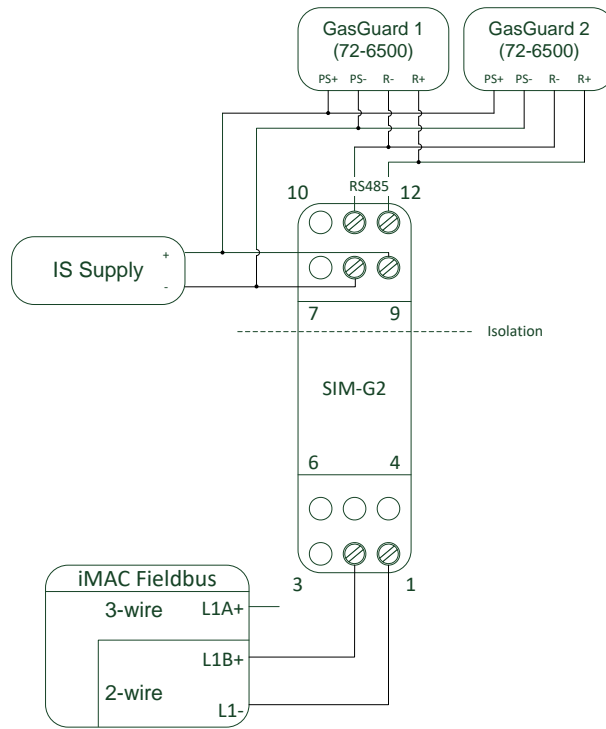 GasGuard 1
(72-6500)
PS+ PS- R- R+
GasGuard 2
(72-6500)
PS+ PS- R- R+
10 RS485 12
IS Supply
+
-
7 9
Isolation
SIM-G2
6 4
3 1
iMAC Fieldbus
3-wire L1A+
L1B+
2-wire
L1-